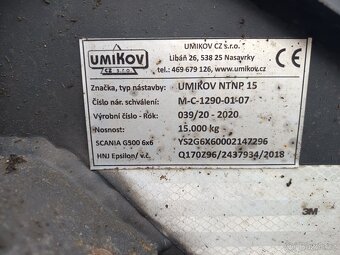 UMIKOV
CZ s.r.o.
UMIKOV CZ s.r.o.
Libáň 26, 538 25 Nasavrky
tel.: 469 679 126, www.umikov.cz
CE
Značka, typ nástavby: UMIKOV NTNP 15
Číslo nár. schválení: M-C-1290-01-07
Výrobní číslo - Rok: 039/20 - 2020
Nosnost: 15.000 kg
SCANIA G500 6x6 YS2G6X60002147296
HNJ Epsilon/ v.č. Q170Z96/2437934/2018
3M